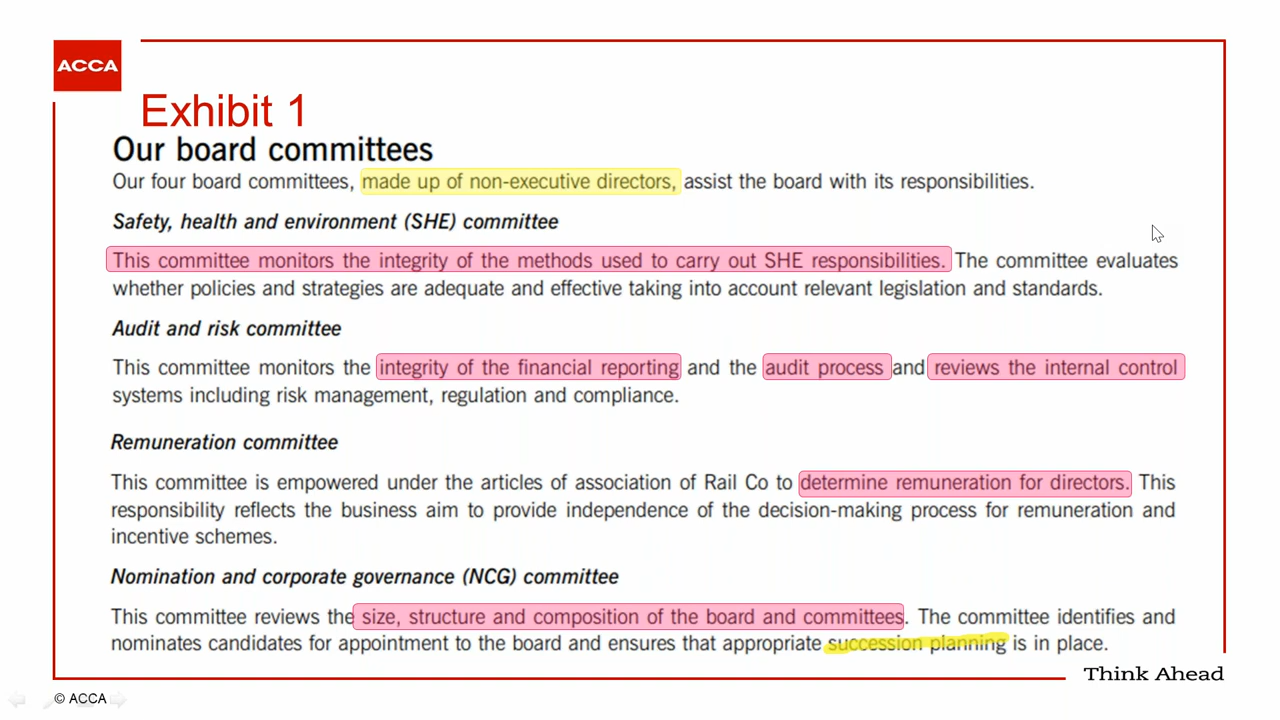 ACCA
Exhibit 1
Our board committees
Our four board committees, made up of non-executive directors, assist the board with its responsibilities.
Safety, health and environment (SHE) committee
This committee monitors the integrity of the methods used to carry out SHE responsibilities. The committee evaluates
whether policies and strategies are adequate and effective taking into account relevant legislation and standards.
Audit and risk committee
This committee monitors the integrity of the financial reporting and the audit process and reviews the internal control
systems including risk management, regulation and compliance.
Remuneration committee
This committee is empowered under the articles of association of Rail Co to determine remuneration for directors. This
responsibility reflects the business aim to provide independence of the decision-making process for remuneration and
incentive schemes.
Nomination and corporate governance (NCG) committee
This committee reviews the size, structure and composition of the board and committees. The committee identifies and
nominates candidates for appointment to the board and ensures that appropriate succession planning is in place.
Think Ahead
© ACCA